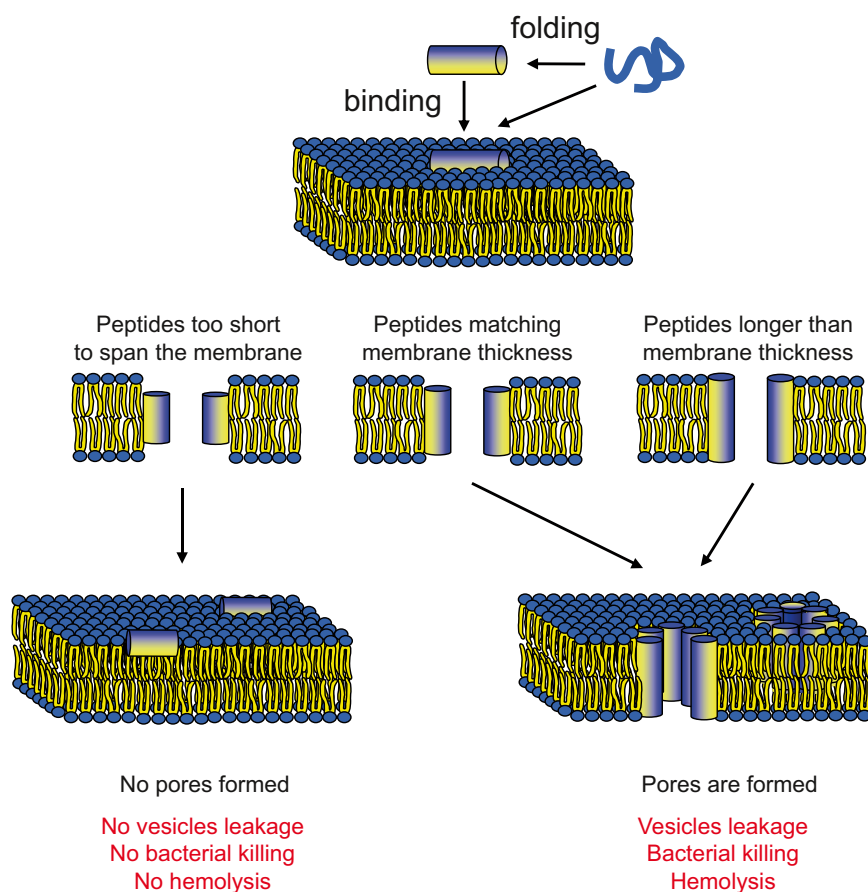 folding
binding
Peptides too short
to span the membrane
Peptides matching
membrane thickness
Peptides longer than
membrane thickness
No pores formed
No vesicles leakage
No bacterial killing
No hemolysis
Pores are formed
Vesicles leakage
Bacterial killing
Hemolysis